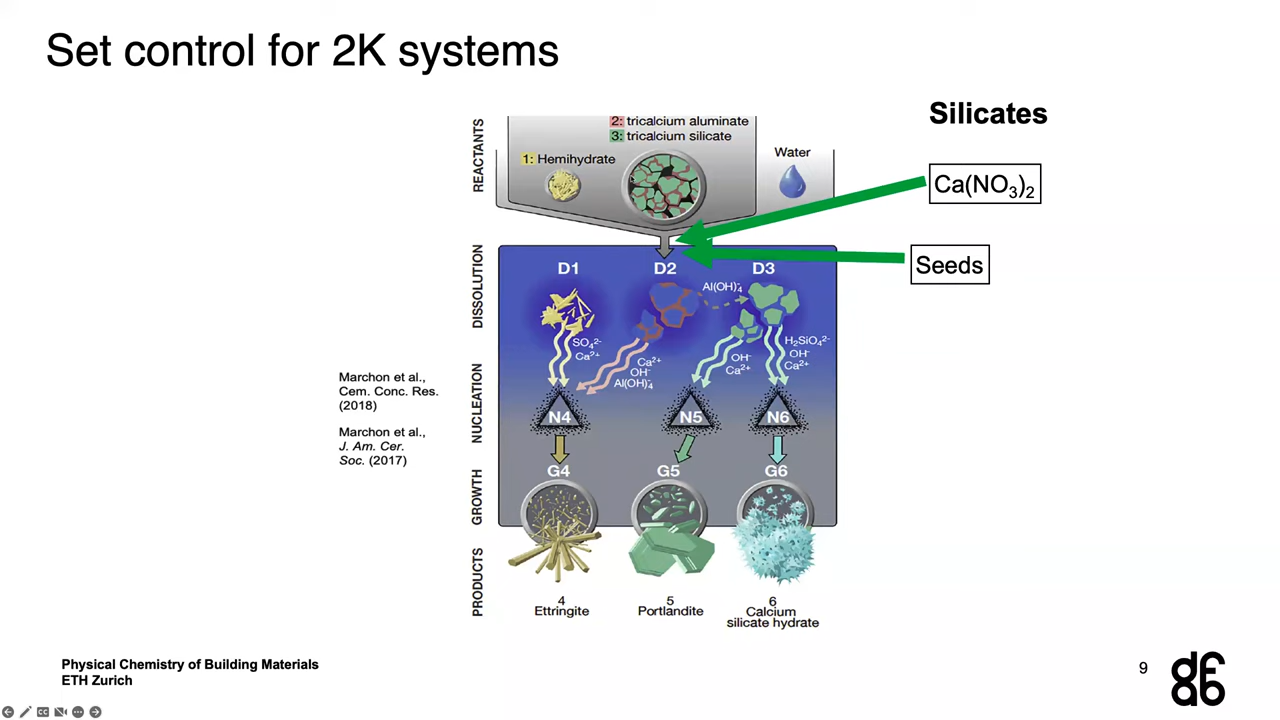 Set control for 2K systems
Silicates
REACTANTS
2: tricalcium aluminate
3: tricalcium silicate
1: Hemihydrate
Water
Ca(NO₃)₂
Seeds
DISSOLUTION
D1
D2
D3
Al(OH)₄⁻
SO₄²⁻
Ca²⁺
Ca²⁺
OH⁻
Al(OH)₄⁻
OH⁻
Ca²⁺
H₂SiO₄²⁻
OH⁻
Ca²⁺
Marchon et al.,
Cem. Conc. Res.
(2018)
Marchon et al.,
J. Am. Cer.
Soc. (2017)
NUCLEATION
N4
N5
N6
GROWTH
G4
G5
G6
PRODUCTS
4
Ettringite
5
Portlandite
6
Calcium
silicate hydrate
Physical Chemistry of Building Materials
ETH Zurich
9
CC